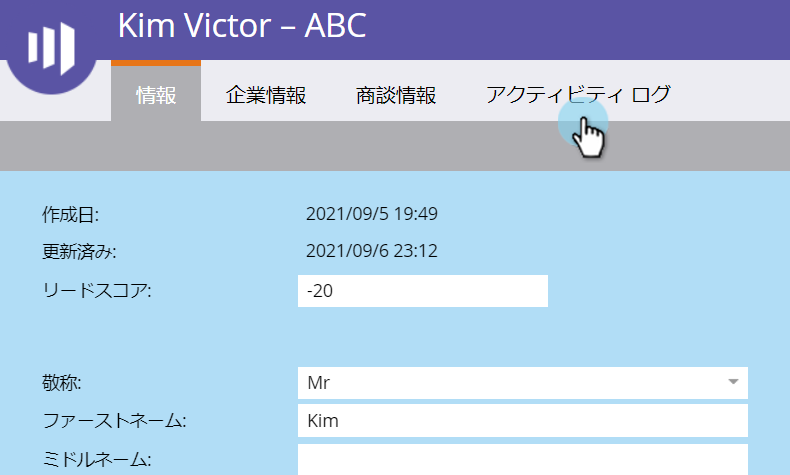 Kim Victor – ABC
情報 企業情報 商談情報 アクティビティ ログ
作成日: 2021/09/5 19:49
更新済み: 2021/09/6 23:12
リードスコア: -20
敬称: Mr
ファーストネーム: Kim
ミドルネーム: